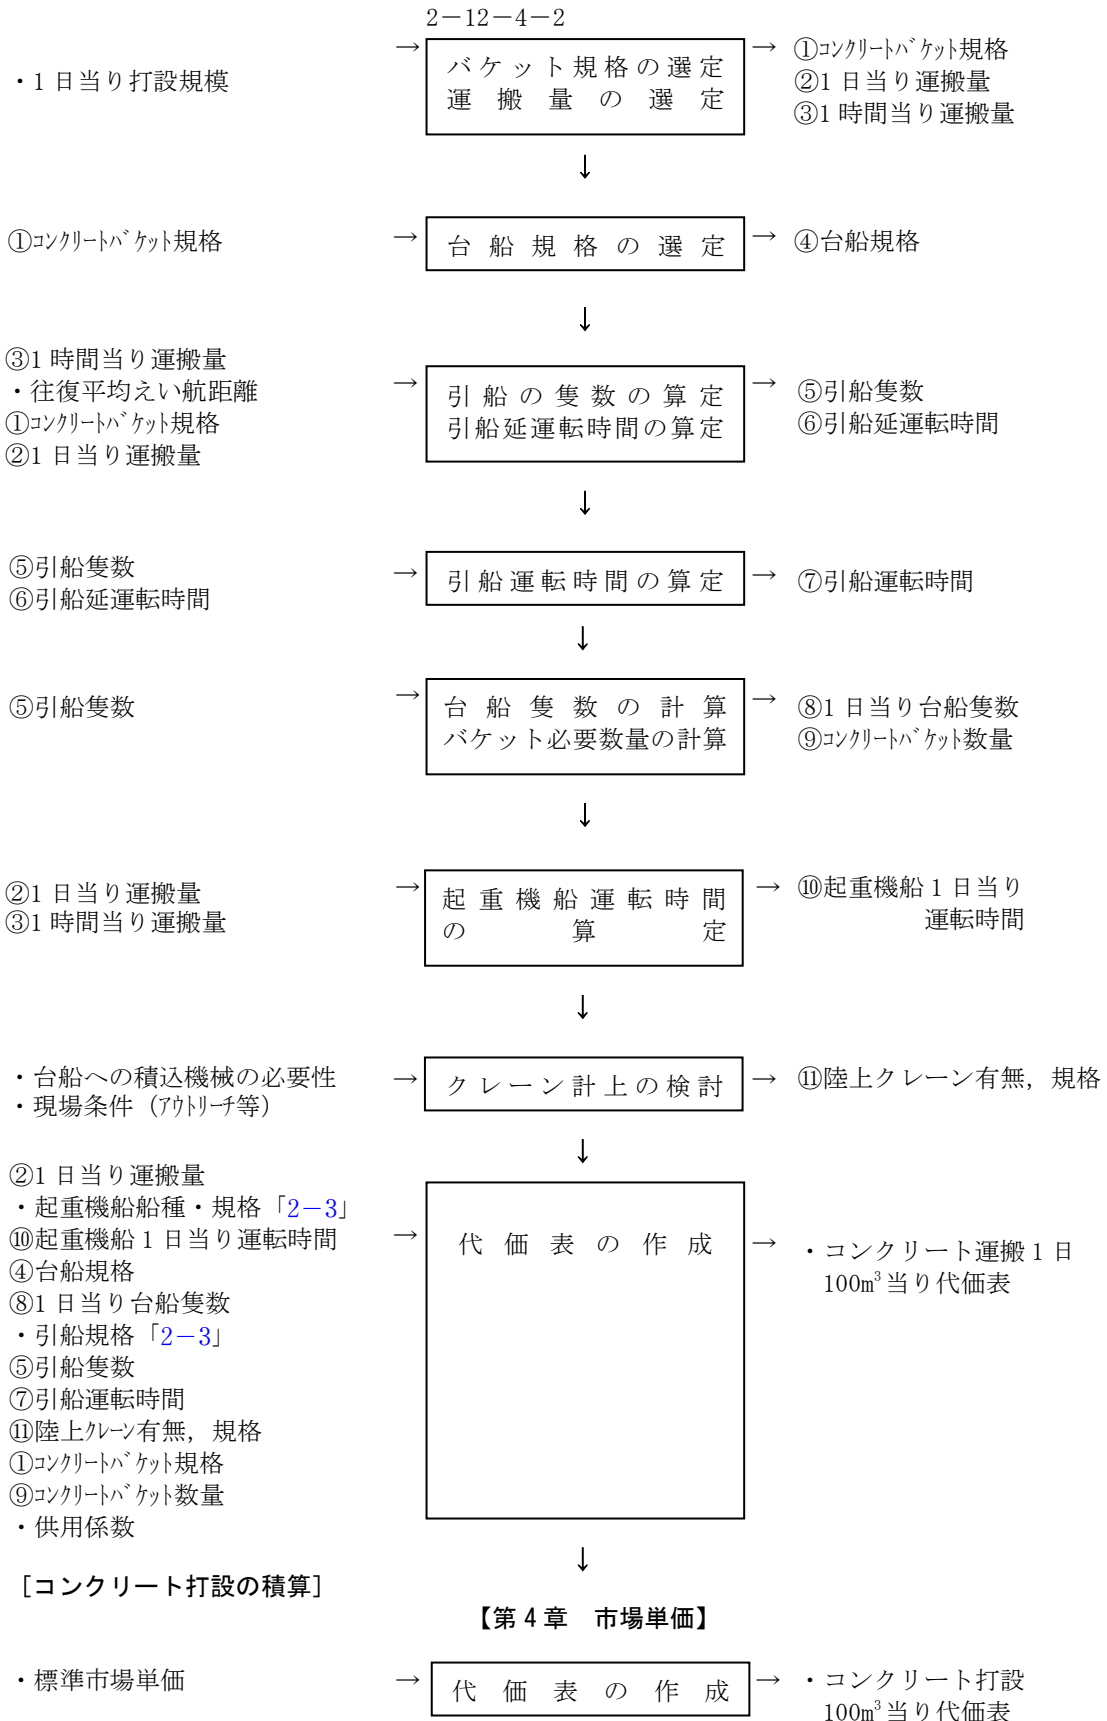 2－12－4－2
・1日当り打設規模
→
バケット規格の選定
運搬量の選定
→
①ｺﾝｸﾘｰﾄﾊﾞｹｯﾄ規格
②1日当り運搬量
③1時間当り運搬量
↓
①ｺﾝｸﾘｰﾄﾊﾞｹｯﾄ規格
→
台船規格の選定
→
④台船規格
↓
③1時間当り運搬量
・往復平均えい航距離
①ｺﾝｸﾘｰﾄﾊﾞｹｯﾄ規格
②1日当り運搬量
→
引船の隻数の算定
引船延運転時間の算定
→
⑤引船隻数
⑥引船延運転時間
↓
⑤引船隻数
⑥引船延運転時間
→
引船運転時間の算定
→
⑦引船運転時間
↓
⑤引船隻数
→
台船隻数の計算
バケット必要数量の計算
→
⑧1日当り台船隻数
⑨ｺﾝｸﾘｰﾄﾊﾞｹｯﾄ数量
↓
②1日当り運搬量
③1時間当り運搬量
→
起重機船運転時間
の算定
→
⑩起重機船1日当り
運転時間
↓
・台船への積込機械の必要性
・現場条件（ｱｳﾄﾘｰﾁ等）
→
クレーン計上の検討
→
⑪陸上クレーン有無，規格
↓
②1日当り運搬量
・起重機船船種・規格「2－3」
⑩起重機船1日当り運転時間
④台船規格
⑧1日当り台船隻数
・引船規格「2－3」
⑤引船隻数
⑦引船運転時間
⑪陸上ｸﾚｰﾝ有無，規格
①ｺﾝｸﾘｰﾄﾊﾞｹｯﾄ規格
⑨ｺﾝｸﾘｰﾄﾊﾞｹｯﾄ数量
・供用係数
→
代価表の作成
→
・コンクリート運搬1日
100m³当り代価表
↓
［コンクリート打設の積算］
【第4章　市場単価】
・標準市場単価
→
代価表の作成
→
・コンクリート打設
100m³当り代価表